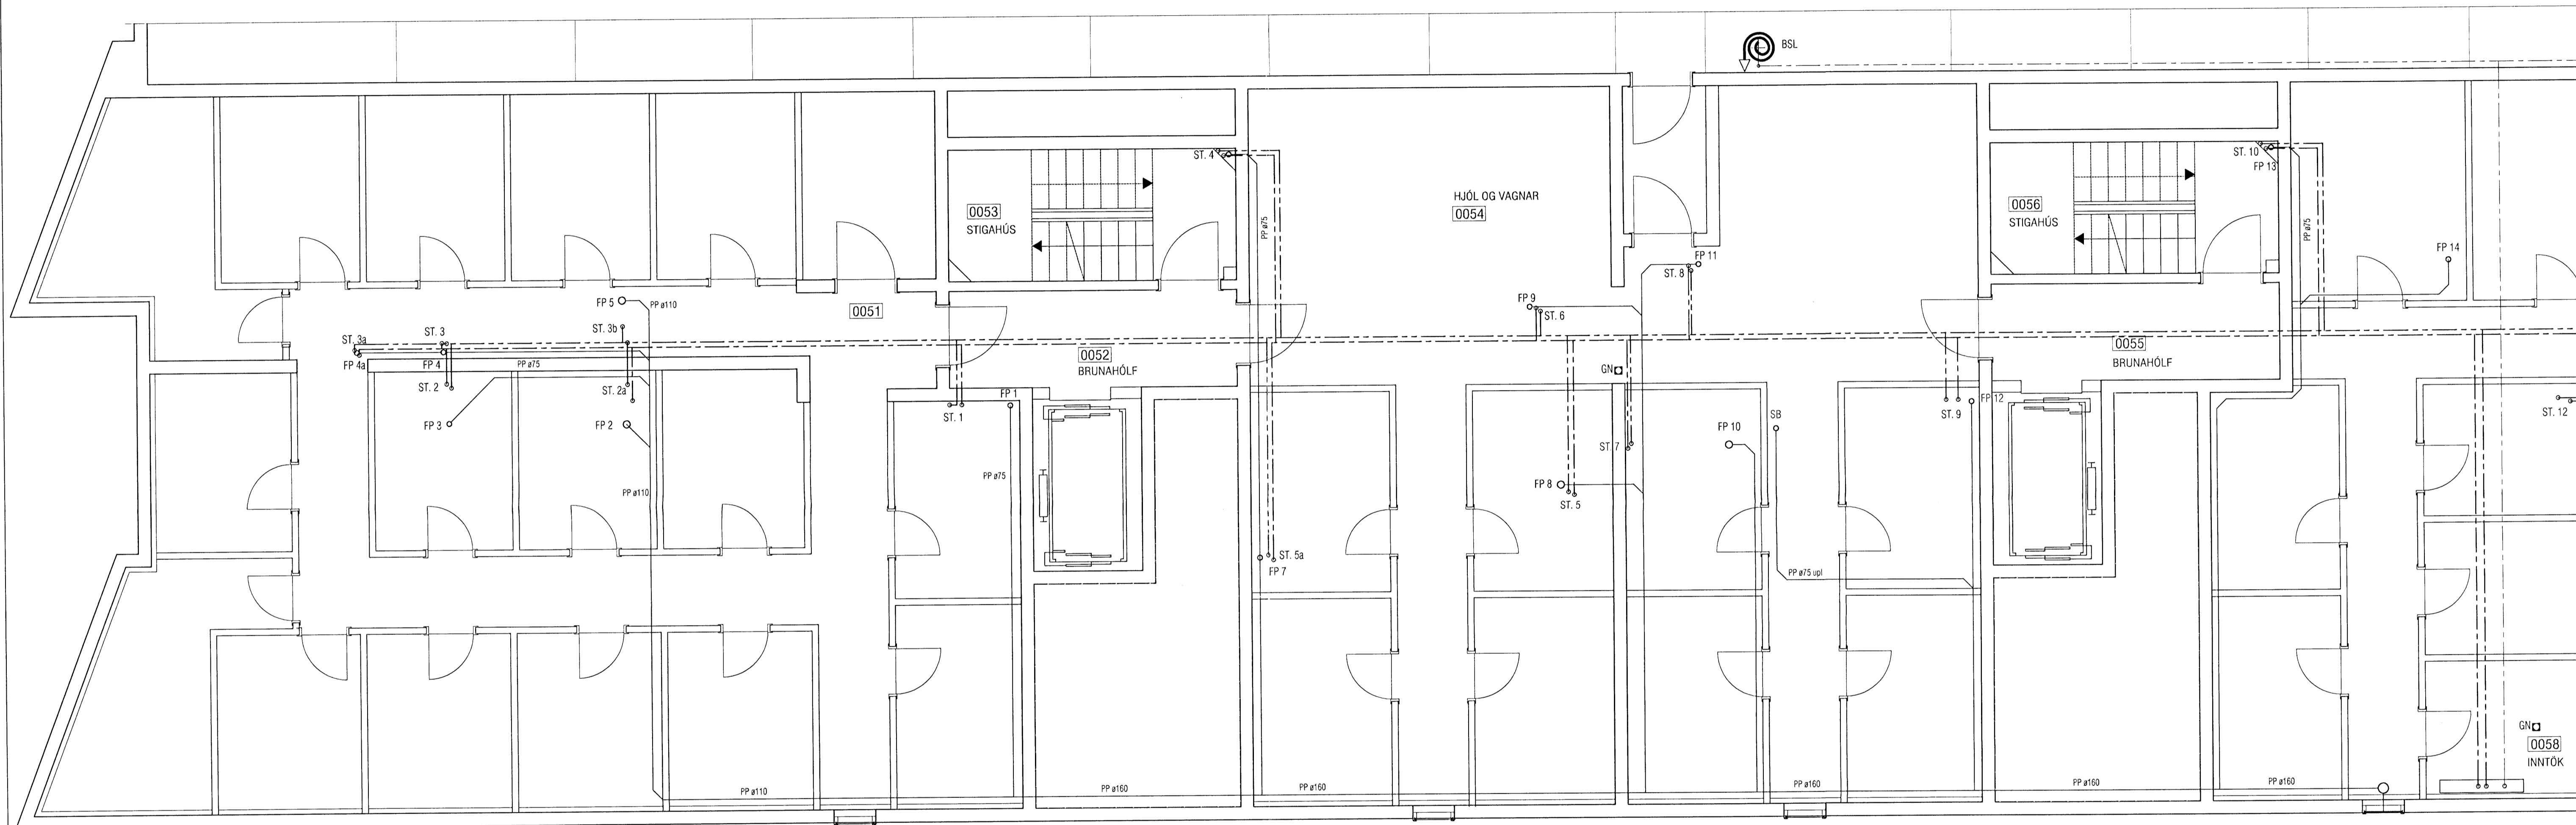 BSL
ST. 4
ST. 10
FP 13
HJÓL OG VAGNAR
0054
0053
STIGAHÚS
0056
STIGAHÚS
PP ø75
PP ø75
FP 14
FP 11
ST. 8
FP 5
PP ø110
0051
FP 9
ST. 6
ST. 3a
ST. 3
ST. 3b
FP 4a
FP 4
PP ø75
0052
BRUNAHÓLF
0055
BRUNAHÓLF
GN
ST. 2
ST. 2a
FP 1
ST. 1
FP 3
FP 2
SB
FP 10
ST. 9
FP 12
ST. 12
ST. 7
PP ø75
FP 8
ST. 5
PP ø110
ST. 5a
FP 7
PP ø75 upl
GN
0058
INNTÖK
PP ø110
PP ø160
PP ø160
PP ø160
PP ø160